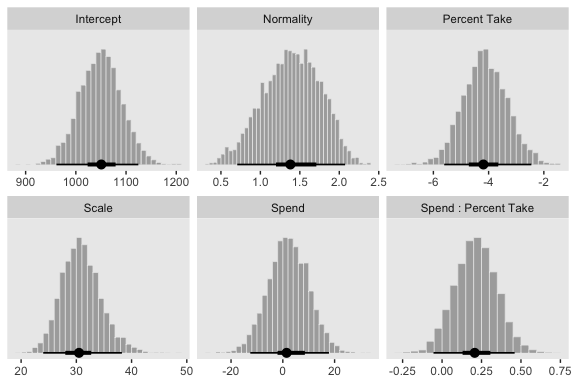 Intercept Normality Percent Take
900 1000 1100 1200 0.5 1.0 1.5 2.0 2.5 -6 -4 -2
Scale Spend Spend : Percent Take
20 30 40 50 -20 0 20 -0.25 0.00 0.25 0.50 0.75